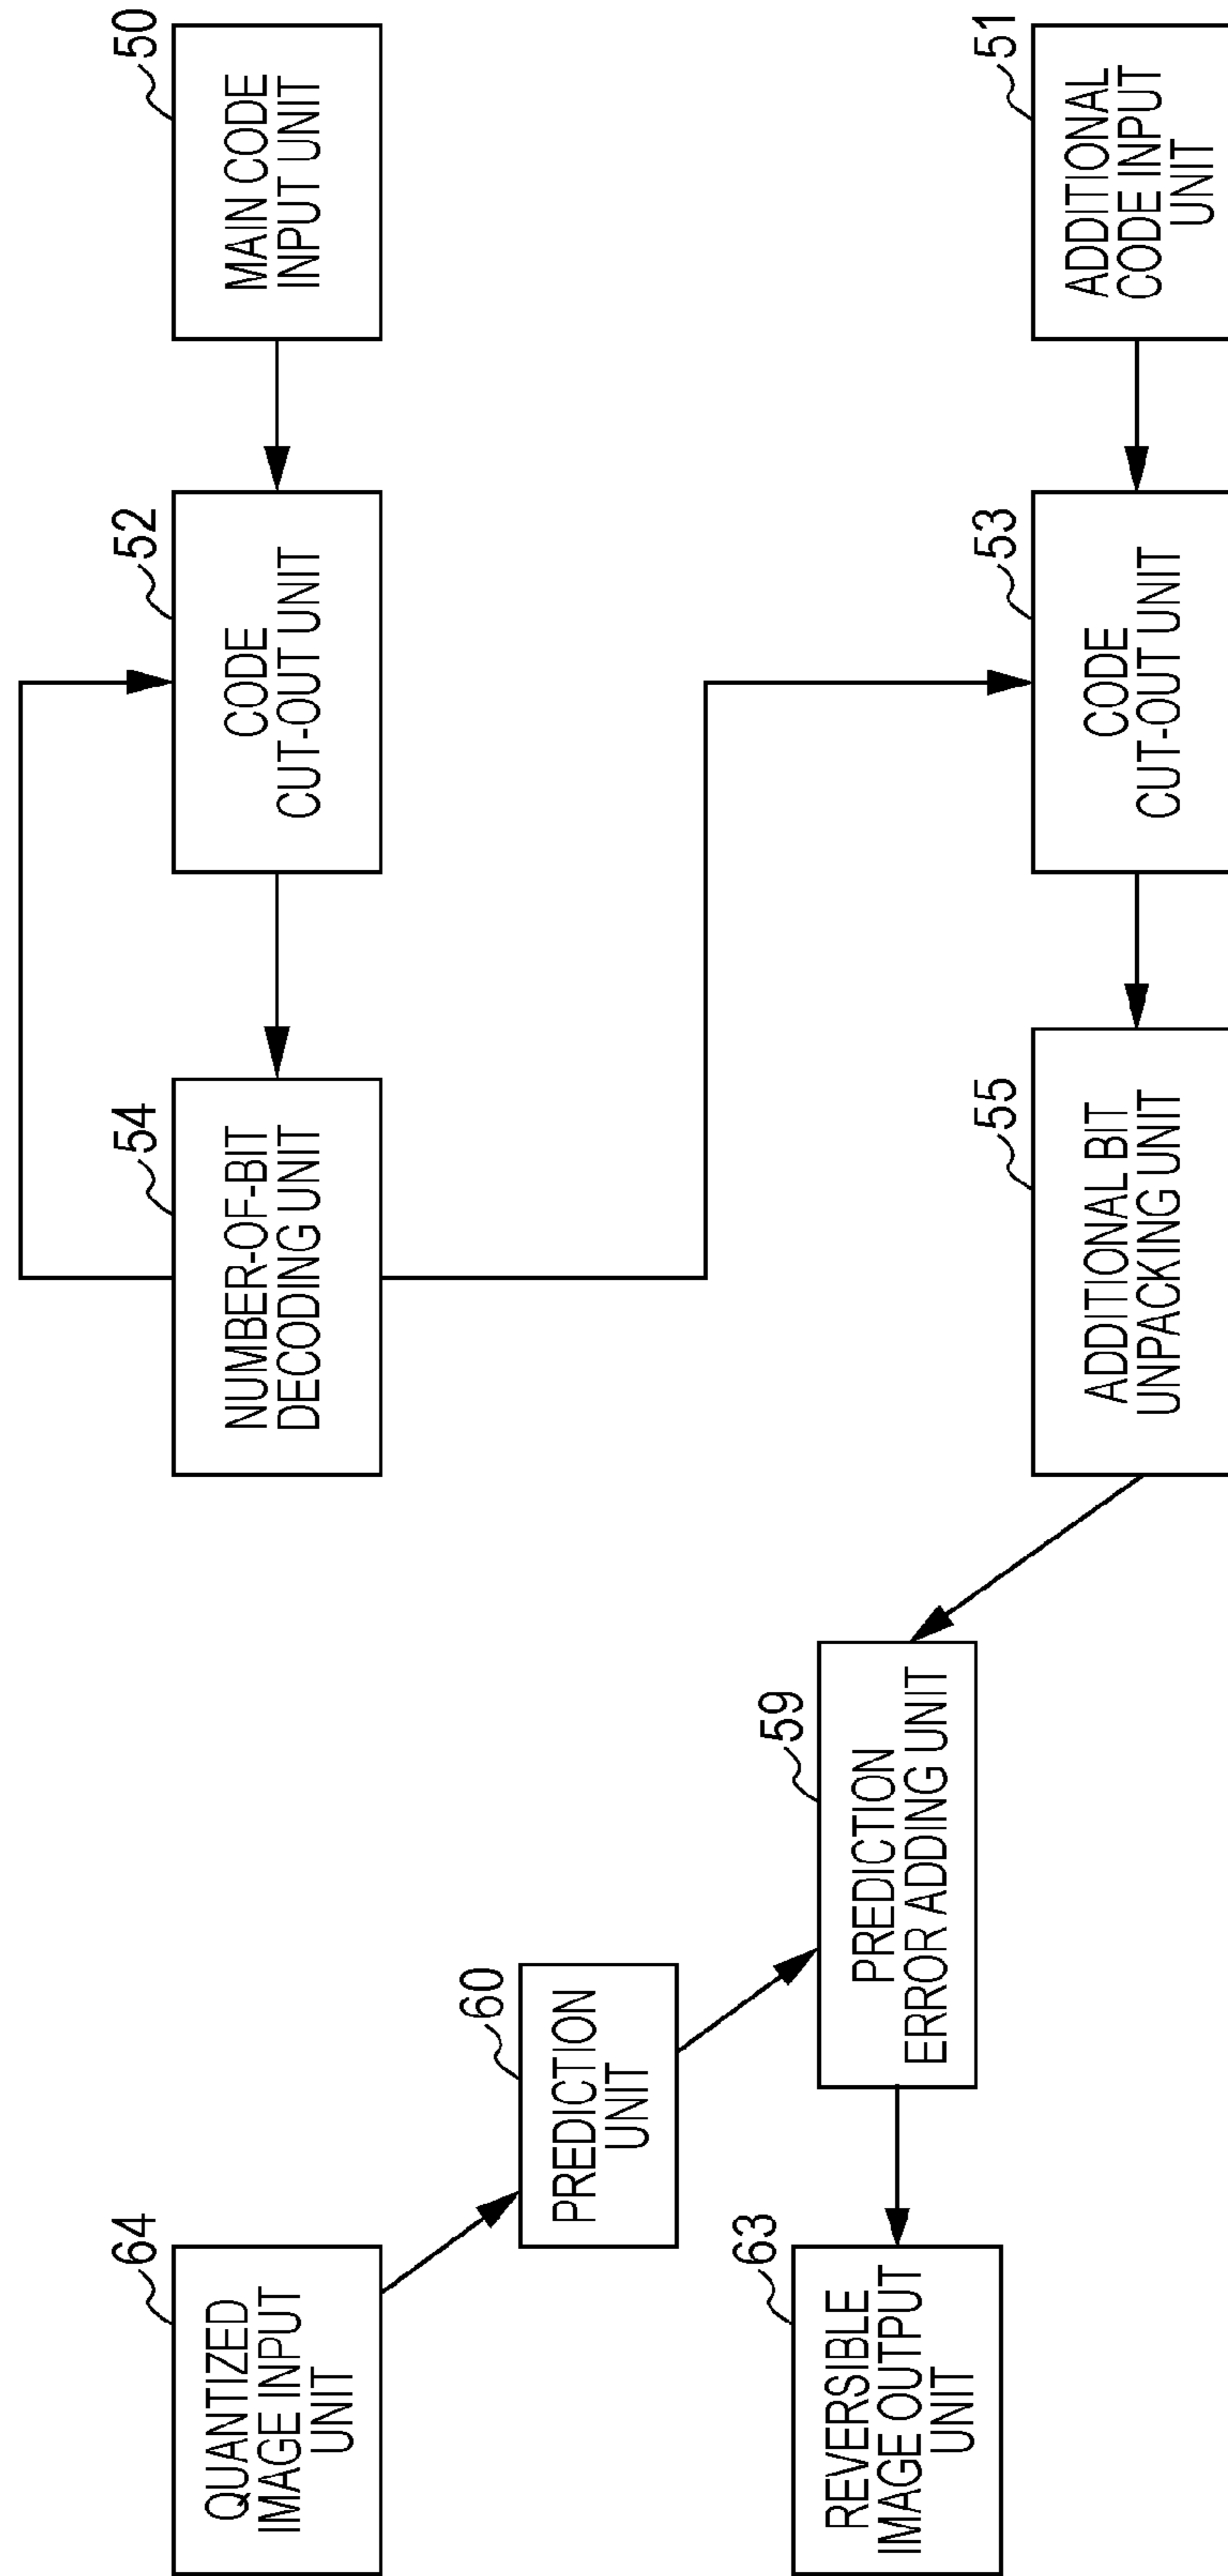 50
MAIN CODE
INPUT UNIT
52
CODE
CUT-OUT UNIT
54
NUMBER-OF-BIT
DECODING UNIT
64
QUANTIZED
IMAGE INPUT
UNIT
60
PREDICTION
UNIT
59
PREDICTION
ERROR ADDING UNIT
63
REVERSIBLE
IMAGE OUTPUT
UNIT
51
ADDITIONAL
CODE INPUT
UNIT
53
CODE
CUT-OUT UNIT
55
ADDITIONAL BIT
UNPACKING UNIT